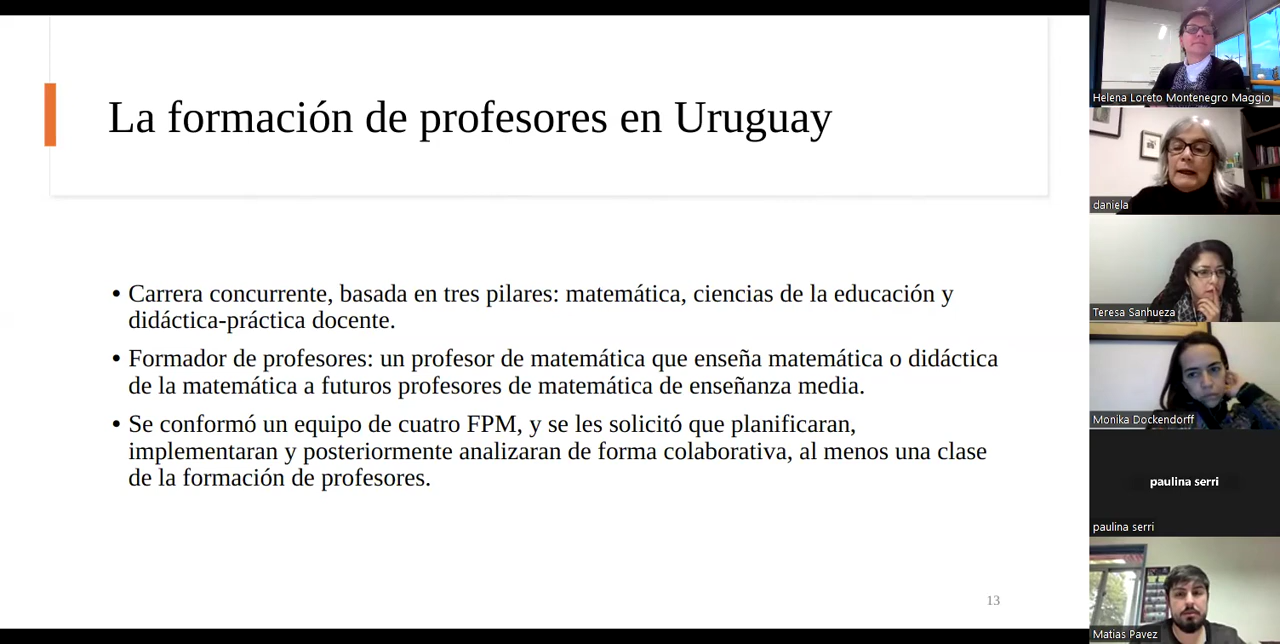 La formación de profesores en Uruguay
• Carrera concurrente, basada en tres pilares: matemática, ciencias de la educación y
didáctica-práctica docente.
• Formador de profesores: un profesor de matemática que enseña matemática o didáctica
de la matemática a futuros profesores de matemática de enseñanza media.
• Se conformó un equipo de cuatro FPM, y se les solicitó que planificaran,
implementaran y posteriormente analizaran de forma colaborativa, al menos una clase
de la formación de profesores.
13
Helena Loreto Montenegro Maggio
daniela
Teresa Sanhueza
Monika Dockendorff
paulina serri
paulina serri
Matias Pavez